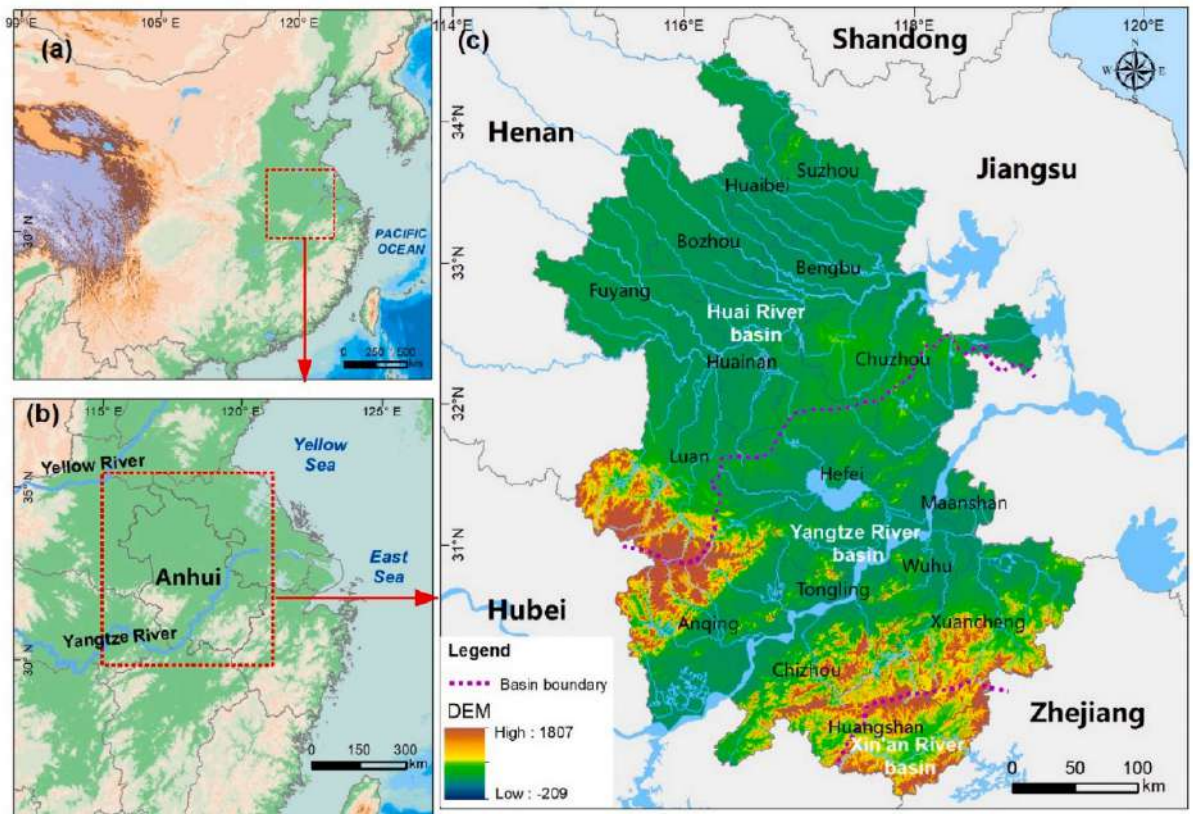 99° E
105°E
120°E
(a)
30° N
PACIFIC
OCEAN
0 250 500
km
(b)
115° E
120°E
125° E
Yellow River
Yellow
Sea
35°N
Anhui
East
Sea
Yangtze River
30°N
0 150 300
km
(c)
114° E
116°E
118°E
120°E
Shandong
N
W E
S
34°N
Henan
Jiangsu
Suzhou
Huaibei
Bozhou
33°N
Bengbu
Fuyang
Huai River
basin
Huainan
Chuzhou
32°N
Luan
Hefei
Maanshan
31°N
Yangtze River
basin
Wuhu
Tongling
Hubei
Anqing
Xuancheng
Chizhou
Zhejiang
Huangshan
Xin'an River
basin
Legend
Basin boundary
DEM
High : 1807
Low : -209
0 50 100
km